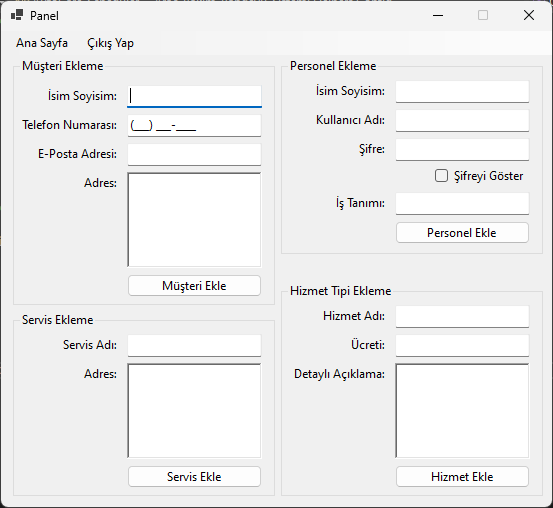 Panel
Ana Sayfa Çıkış Yap
Müşteri Ekleme
İsim Soyisim:
Telefon Numarası: (___) ___-____
E-Posta Adresi:
Adres:
Müşteri Ekle
Servis Ekleme
Servis Adı:
Adres:
Servis Ekle
Personel Ekleme
İsim Soyisim:
Kullanıcı Adı:
Şifre:
Şifreyi Göster
İş Tanımı:
Personel Ekle
Hizmet Tipi Ekleme
Hizmet Adı:
Ücreti:
Detaylı Açıklama:
Hizmet Ekle